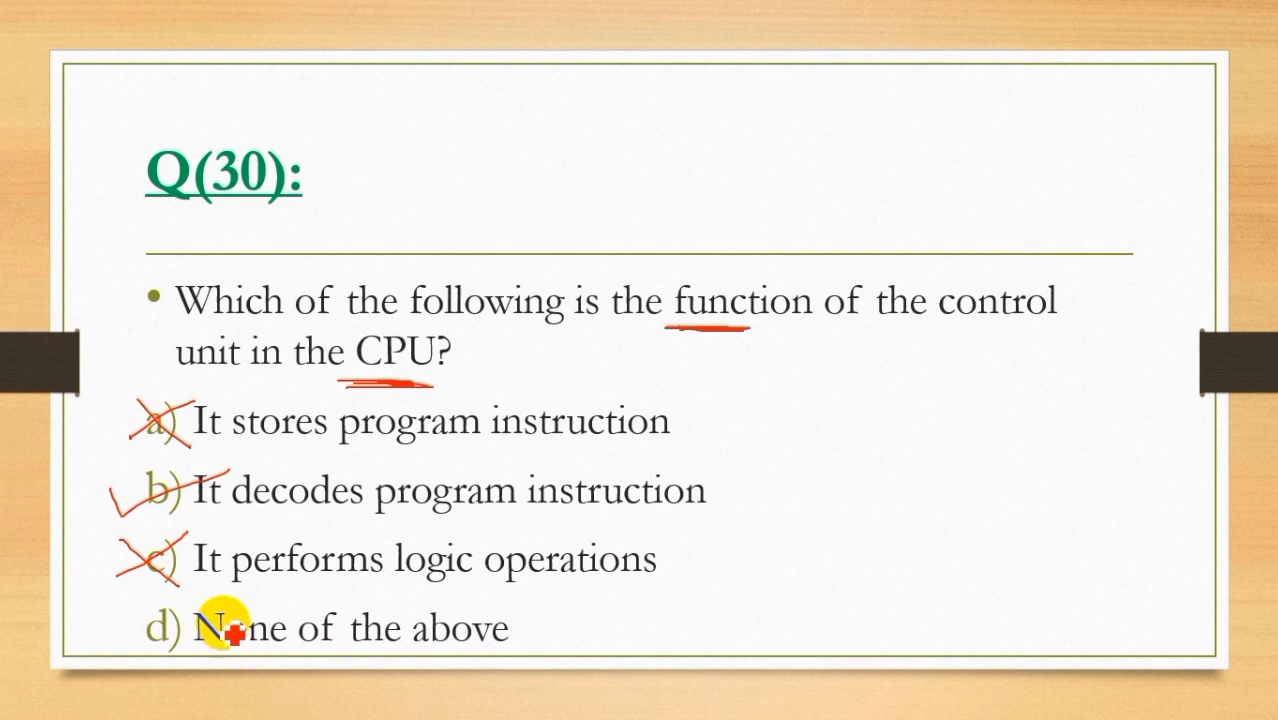 Q(30):
• Which of the following is the function of the control
unit in the CPU?
a) It stores program instruction
b) It decodes program instruction
c) It performs logic operations
d) None of the above